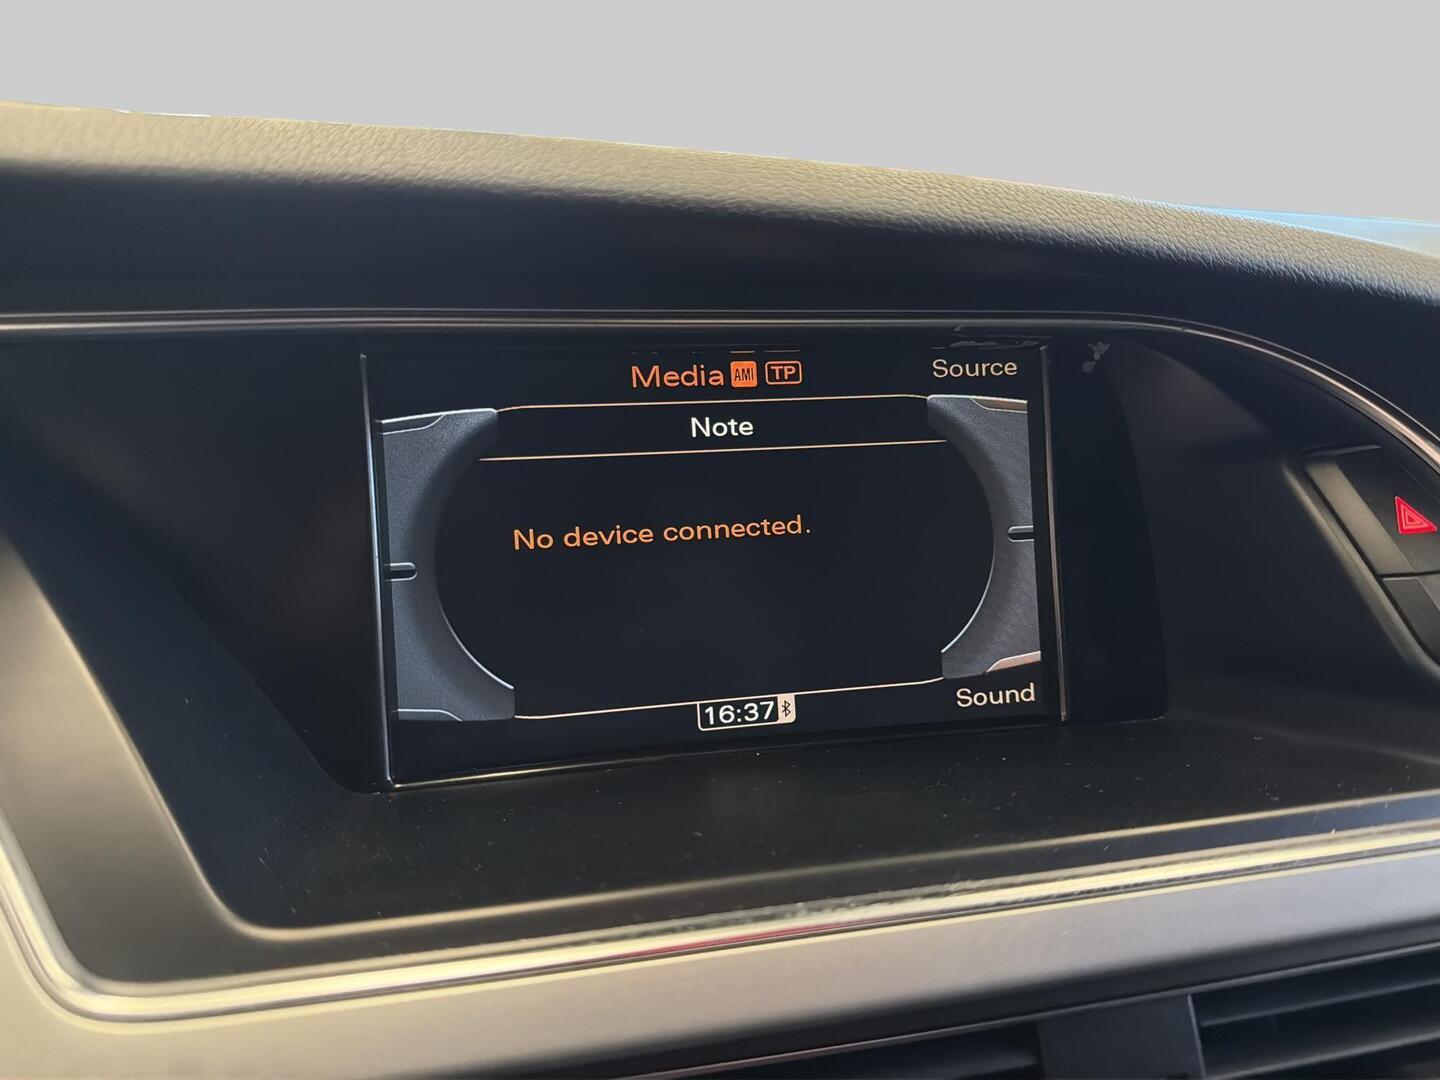 Media AMI TP
Source
Note
No device connected.
16:37
Sound